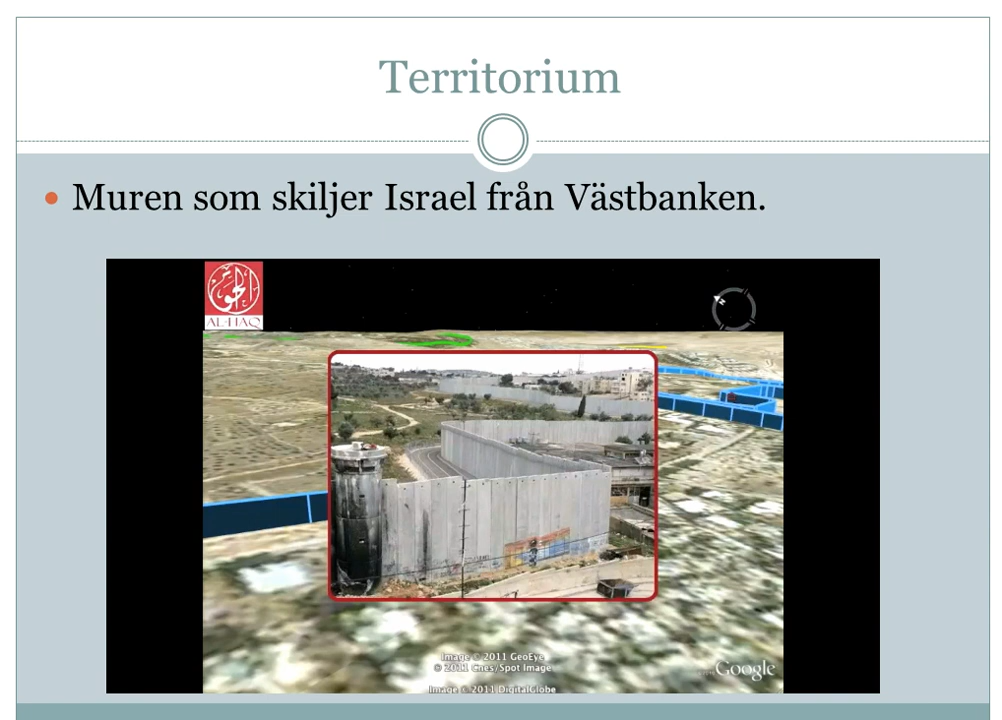 Territorium
Muren som skiljer Israel från Västbanken.
الحق
AL-HAQ
Image © 2011 GeoEye
© 2011 Cnes/Spot Image
Image © 2011 DigitalGlobe
Google